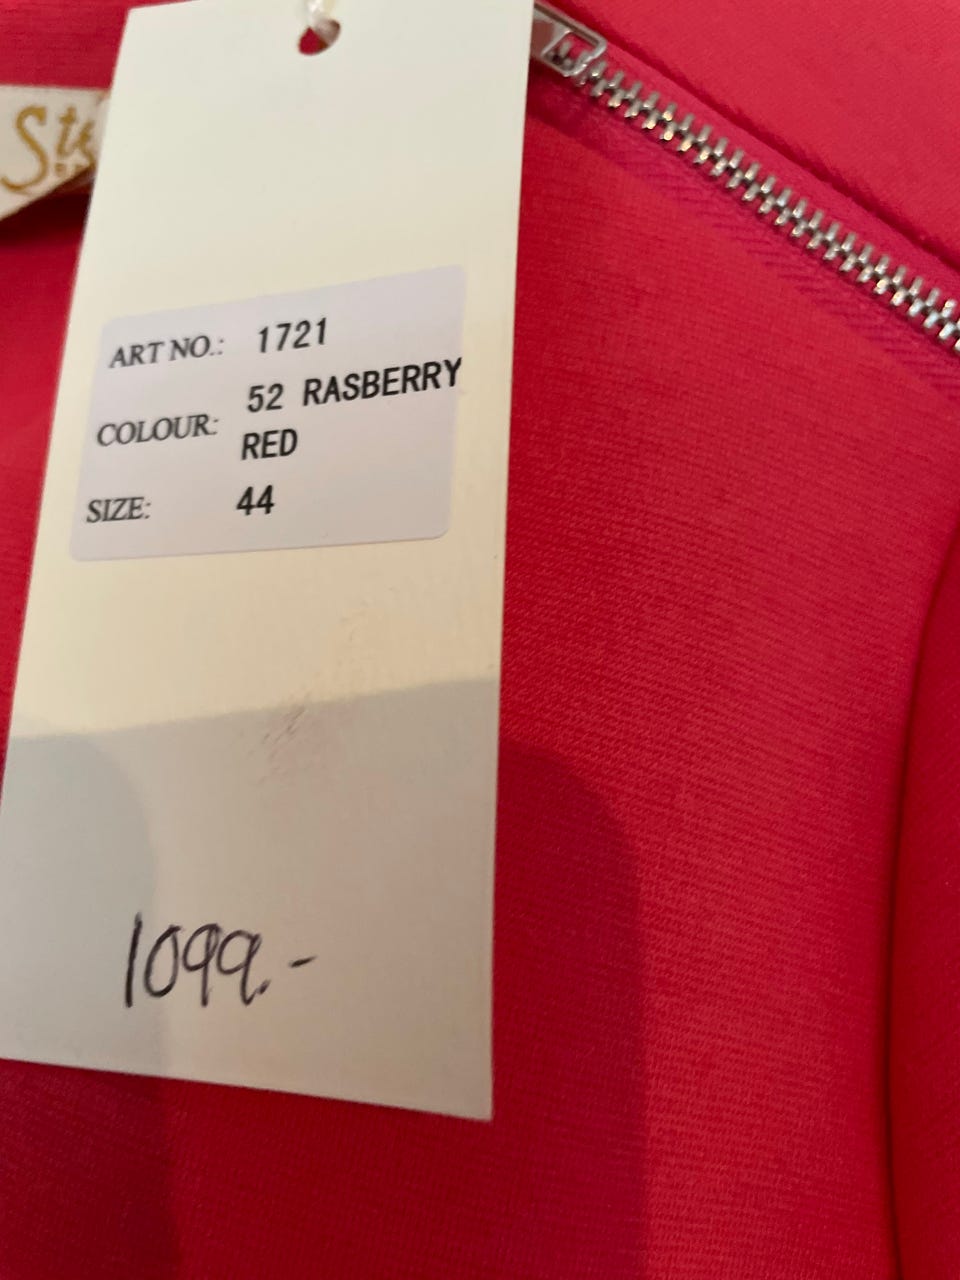 ART NO.: 1721
COLOUR: 52 RASBERRY
RED
SIZE: 44
1099.-